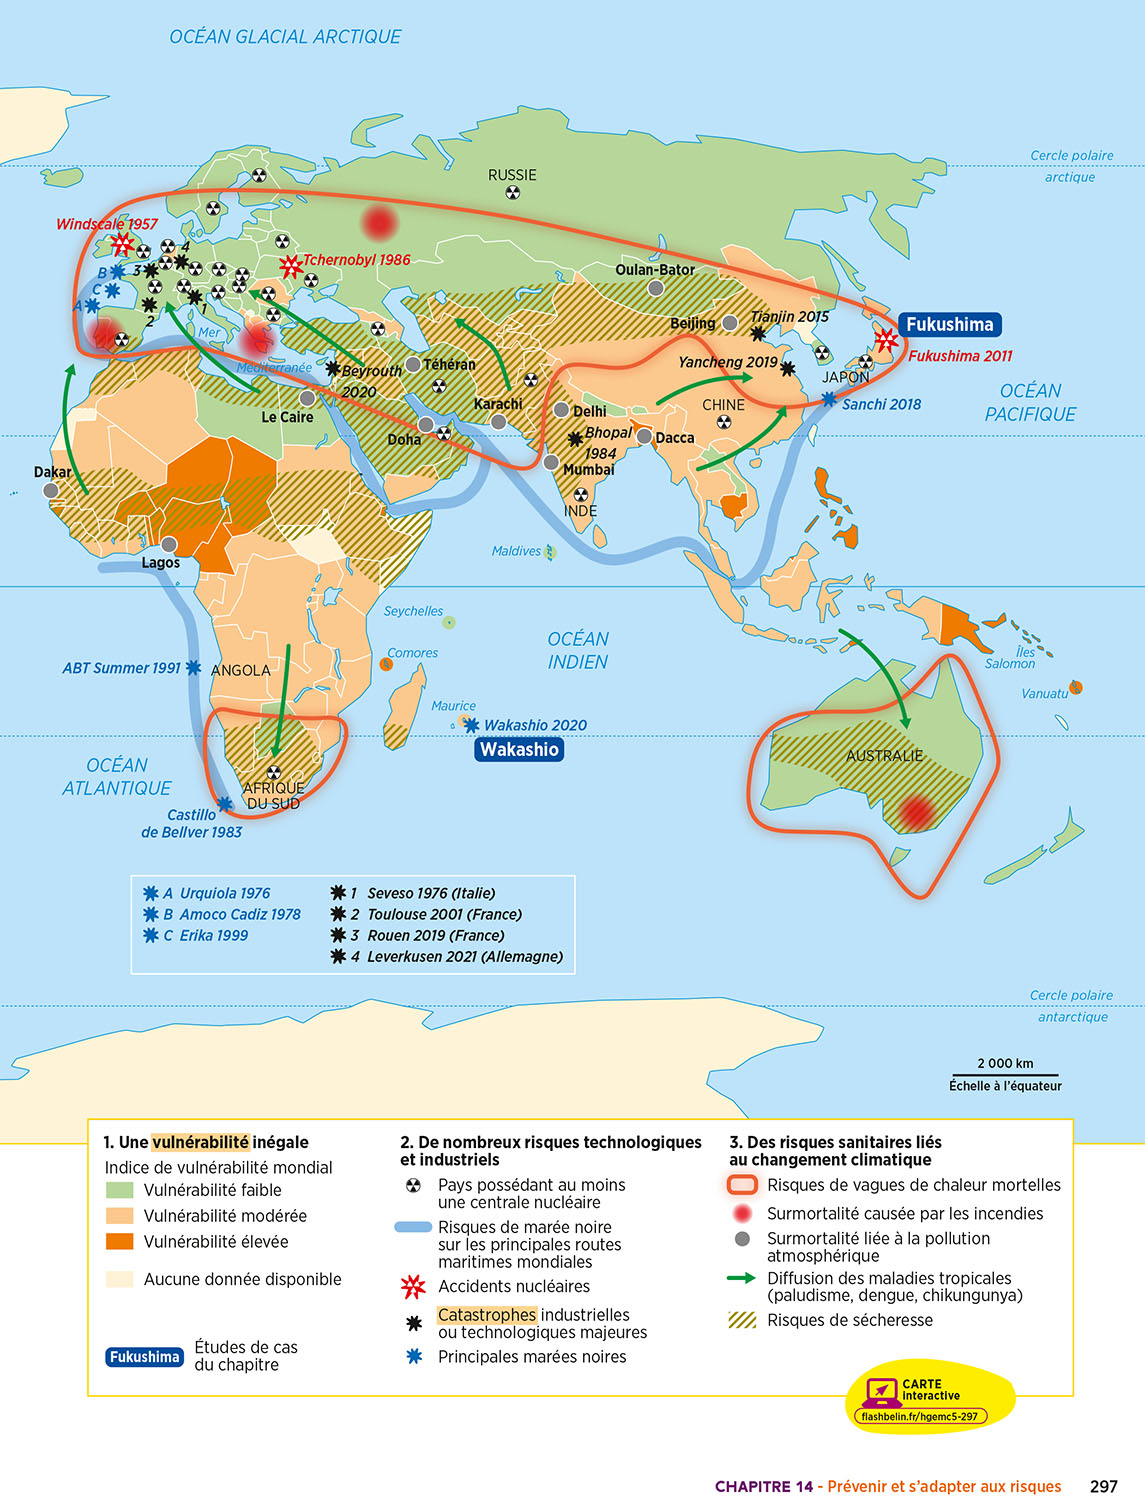 OCÉAN GLACIAL ARCTIQUE
Cercle polaire
arctique
RUSSIE
Windscale 1957
4
B
3
C
A
1
2
Tchernobyl 1986
Oulan-Bator
Beijing
Tianjin 2015
Fukushima
Fukushima 2011
Yancheng 2019
JAPON
Mer
Méditerranée
Beyrouth
2020
Téhéran
Le Caire
Karachi
Doha
Delhi
Bhopal
1984
Dacca
Mumbai
CHINE
Sanchi 2018
OCÉAN
PACIFIQUE
Dakar
Lagos
INDE
Maldives
Seychelles
OCÉAN
INDIEN
Comores
ABT Summer 1991
ANGOLA
Maurice
Wakashio 2020
Wakashio
Îles
Salomon
Vanuatu
OCÉAN
ATLANTIQUE
AUSTRALIE
AFRIQUE
DU SUD
Castillo
de Bellver 1983
A Urquiola 1976
B Amoco Cadiz 1978
C Erika 1999
1 Seveso 1976 (Italie)
2 Toulouse 2001 (France)
3 Rouen 2019 (France)
4 Leverkusen 2021 (Allemagne)
Cercle polaire
antarctique
2 000 km
Échelle à l'équateur
1. Une vulnérabilité inégale
Indice de vulnérabilité mondial
Vulnérabilité faible
Vulnérabilité modérée
Vulnérabilité élevée
Aucune donnée disponible
Fukushima
Études de cas
du chapitre
2. De nombreux risques technologiques
et industriels
Pays possédant au moins
une centrale nucléaire
Risques de marée noire
sur les principales routes
maritimes mondiales
Accidents nucléaires
Catastrophes industrielles
ou technologiques majeures
Principales marées noires
3. Des risques sanitaires liés
au changement climatique
Risques de vagues de chaleur mortelles
Surmortalité causée par les incendies
Surmortalité liée à la pollution
atmosphérique
Diffusion des maladies tropicales
(paludisme, dengue, chikungunya)
Risques de sécheresse
CARTE
interactive
flashbelin.fr/hgemc5-297
CHAPITRE 14 - Prévenir et s'adapter aux risques 297